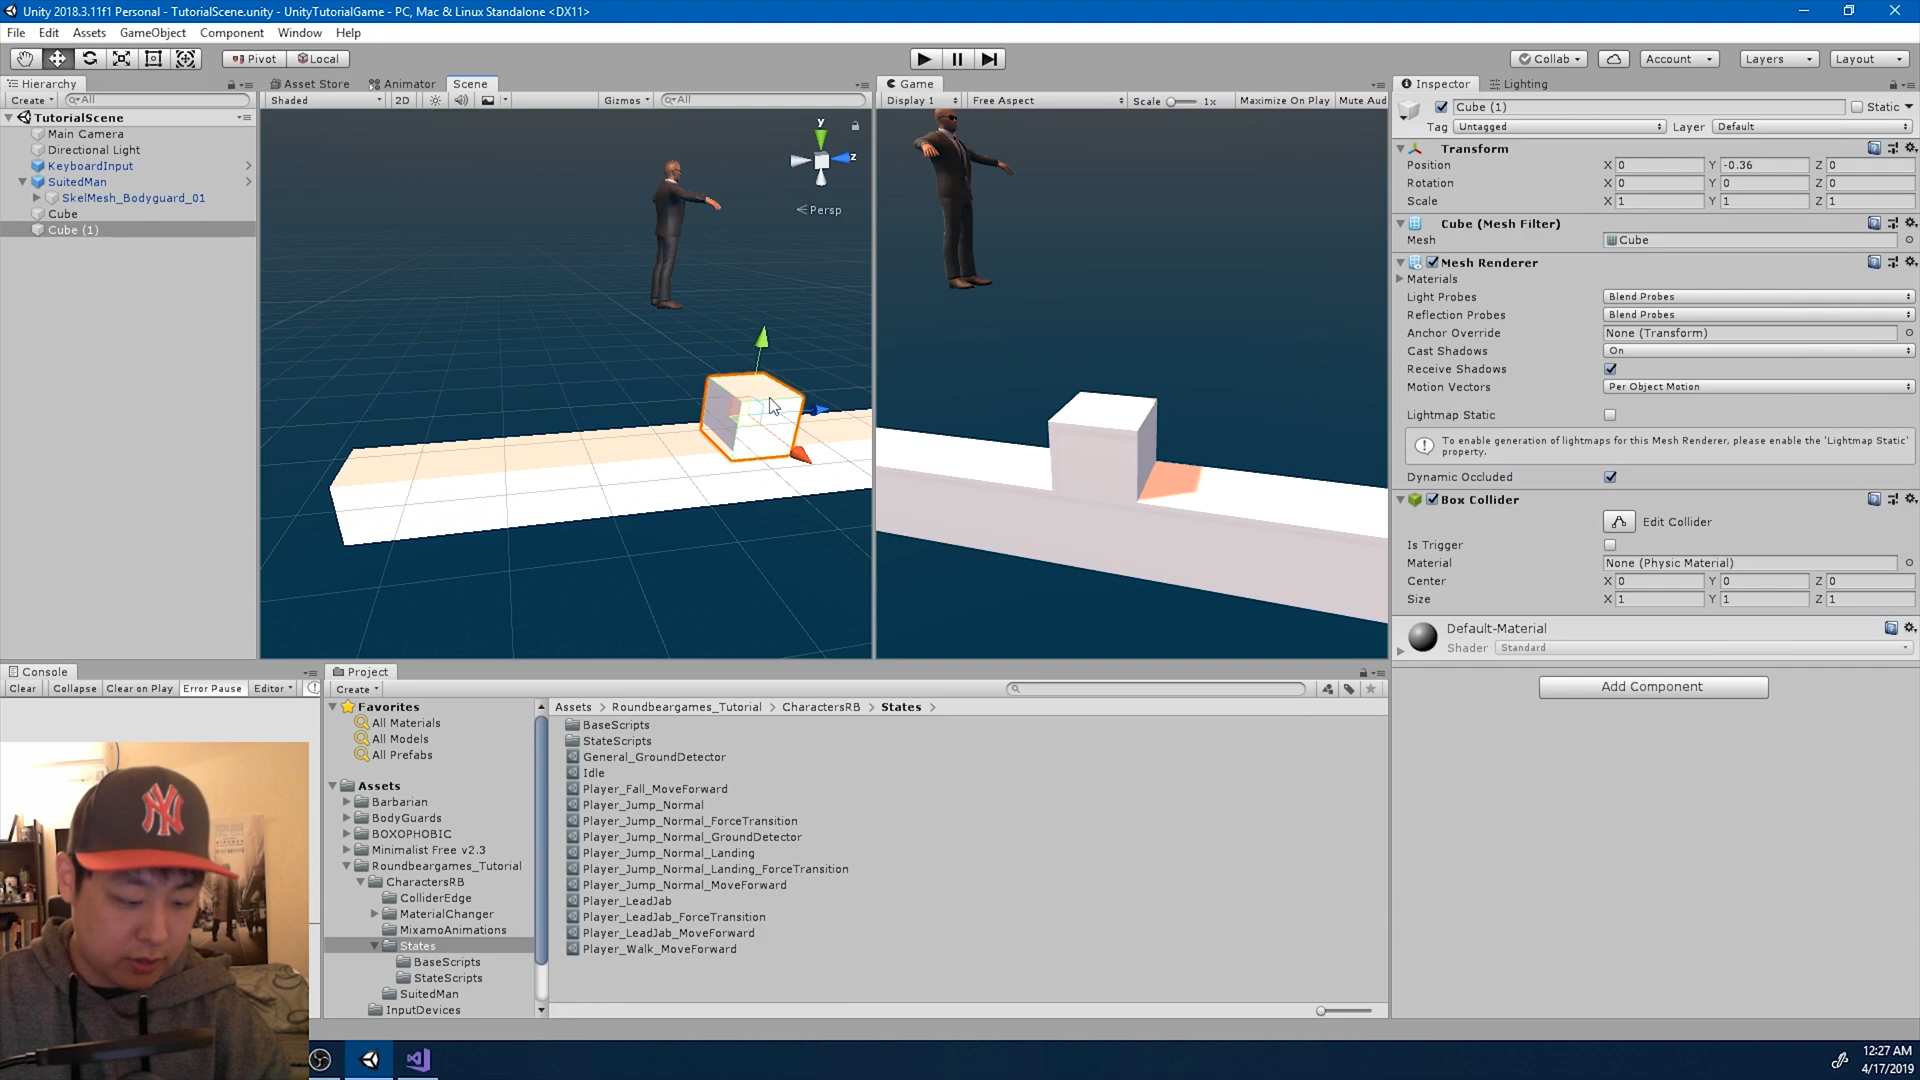 Unity 2018.3.11f1 Personal - TutorialScene.unity - UnityTutorialGame - PC, Mac & Linux Standalone <DX11>
File Edit Assets GameObject Component Window Help
Pivot Local Collab Account Layers Layout
Hierarchy
Create All
TutorialScene
Main Camera
Directional Light
KeyboardInput
SuitedMan
SkelMesh_Bodyguard_01
Cube
Cube (1)
Asset Store Animator Scene
Shaded 2D Gizmos All
y
z
Persp
Game
Display 1 Free Aspect Scale 1x Maximize On Play Mute Aud
Inspector Lighting
Cube (1) Static
Tag Untagged Layer Default
Transform
Position X 0 Y -0.36 Z 0
Rotation X 0 Y 0 Z 0
Scale X 1 Y 1 Z 1
Cube (Mesh Filter)
Mesh Cube
Mesh Renderer
Materials
Light Probes Blend Probes
Reflection Probes Blend Probes
Anchor Override None (Transform)
Cast Shadows On
Receive Shadows
Motion Vectors Per Object Motion
Lightmap Static
To enable generation of lightmaps for this Mesh Renderer, please enable the 'Lightmap Static'
property.
Dynamic Occluded
Box Collider
Edit Collider
Is Trigger
Material None (Physic Material)
Center X 0 Y 0 Z 0
Size X 1 Y 1 Z 1
Default-Material
Shader Standard
Add Component
Console
Clear Collapse Clear on Play Error Pause Editor
Project
Create
Favorites
All Materials
All Models
All Prefabs
Assets
Barbarian
BodyGuards
BOXOPHOBIC
Minimalist Free v2.3
Roundbeargames_Tutorial
CharactersRB
ColliderEdge
MaterialChanger
MixamoAnimations
States
BaseScripts
StateScripts
SuitedMan
InputDevices
Assets > Roundbeargames_Tutorial > CharactersRB > States >
BaseScripts
StateScripts
General_GroundDetector
Idle
Player_Fall_MoveForward
Player_Jump_Normal
Player_Jump_Normal_ForceTransition
Player_Jump_Normal_GroundDetector
Player_Jump_Normal_Landing
Player_Jump_Normal_Landing_ForceTransition
Player_Jump_Normal_MoveForward
Player_LeadJab
Player_LeadJab_ForceTransition
Player_LeadJab_MoveForward
Player_Walk_MoveForward
NY
12:27 AM
4/17/2019